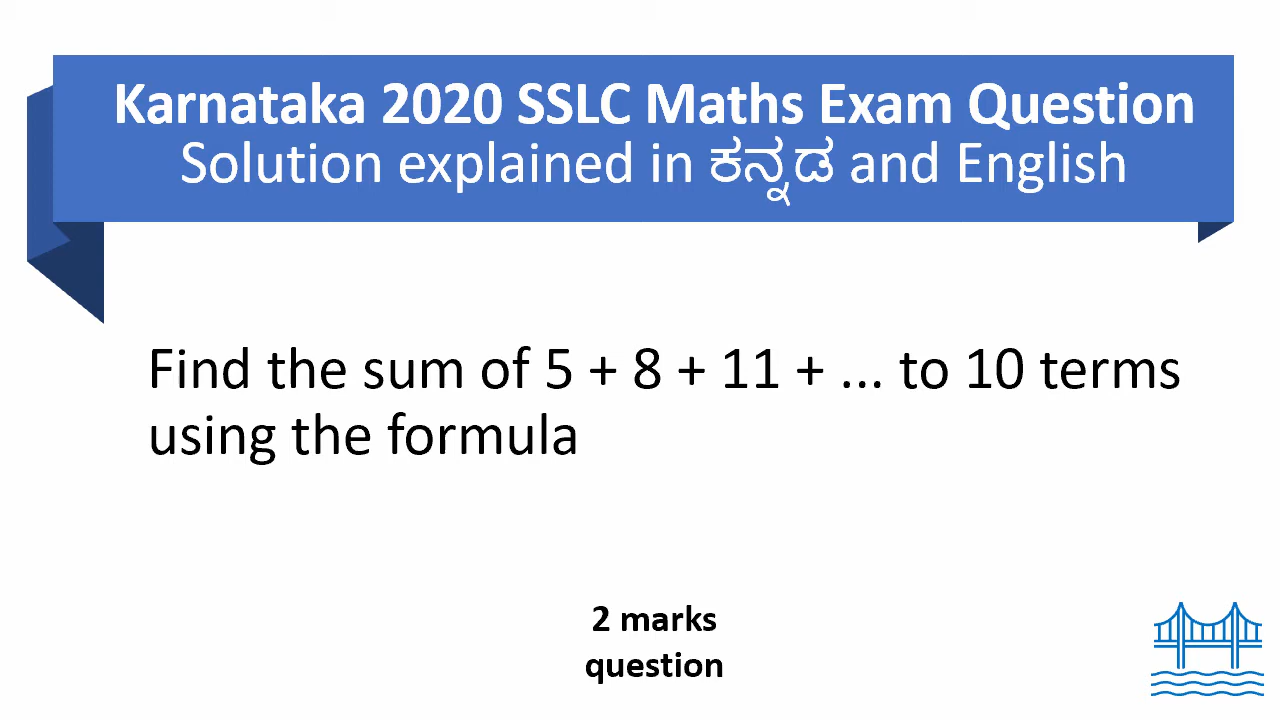 Karnataka 2020 SSLC Maths Exam Question
Solution explained in ಕನ್ನಡ and English
Find the sum of 5 + 8 + 11 + ... to 10 terms
using the formula
2 marks
question